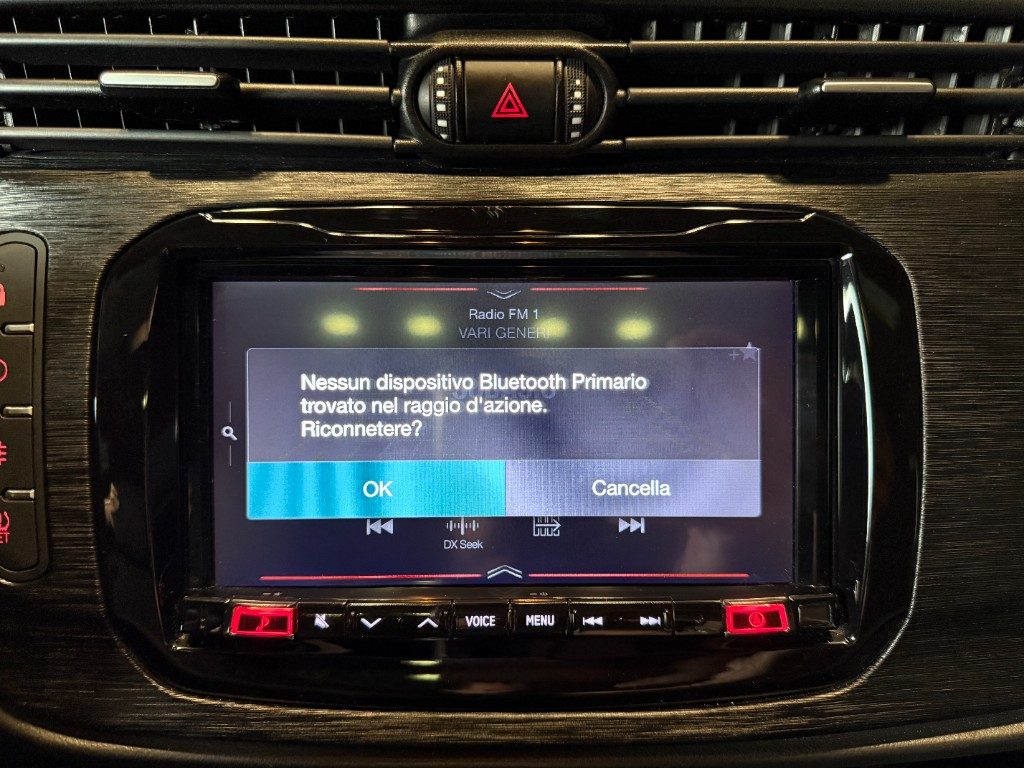 Radio FM 1
VARI GENERI
Nessun dispositivo Bluetooth Primario
trovato nel raggio d'azione.
Riconnetere?
OK
Cancella
DX Seek
VOICE
MENU